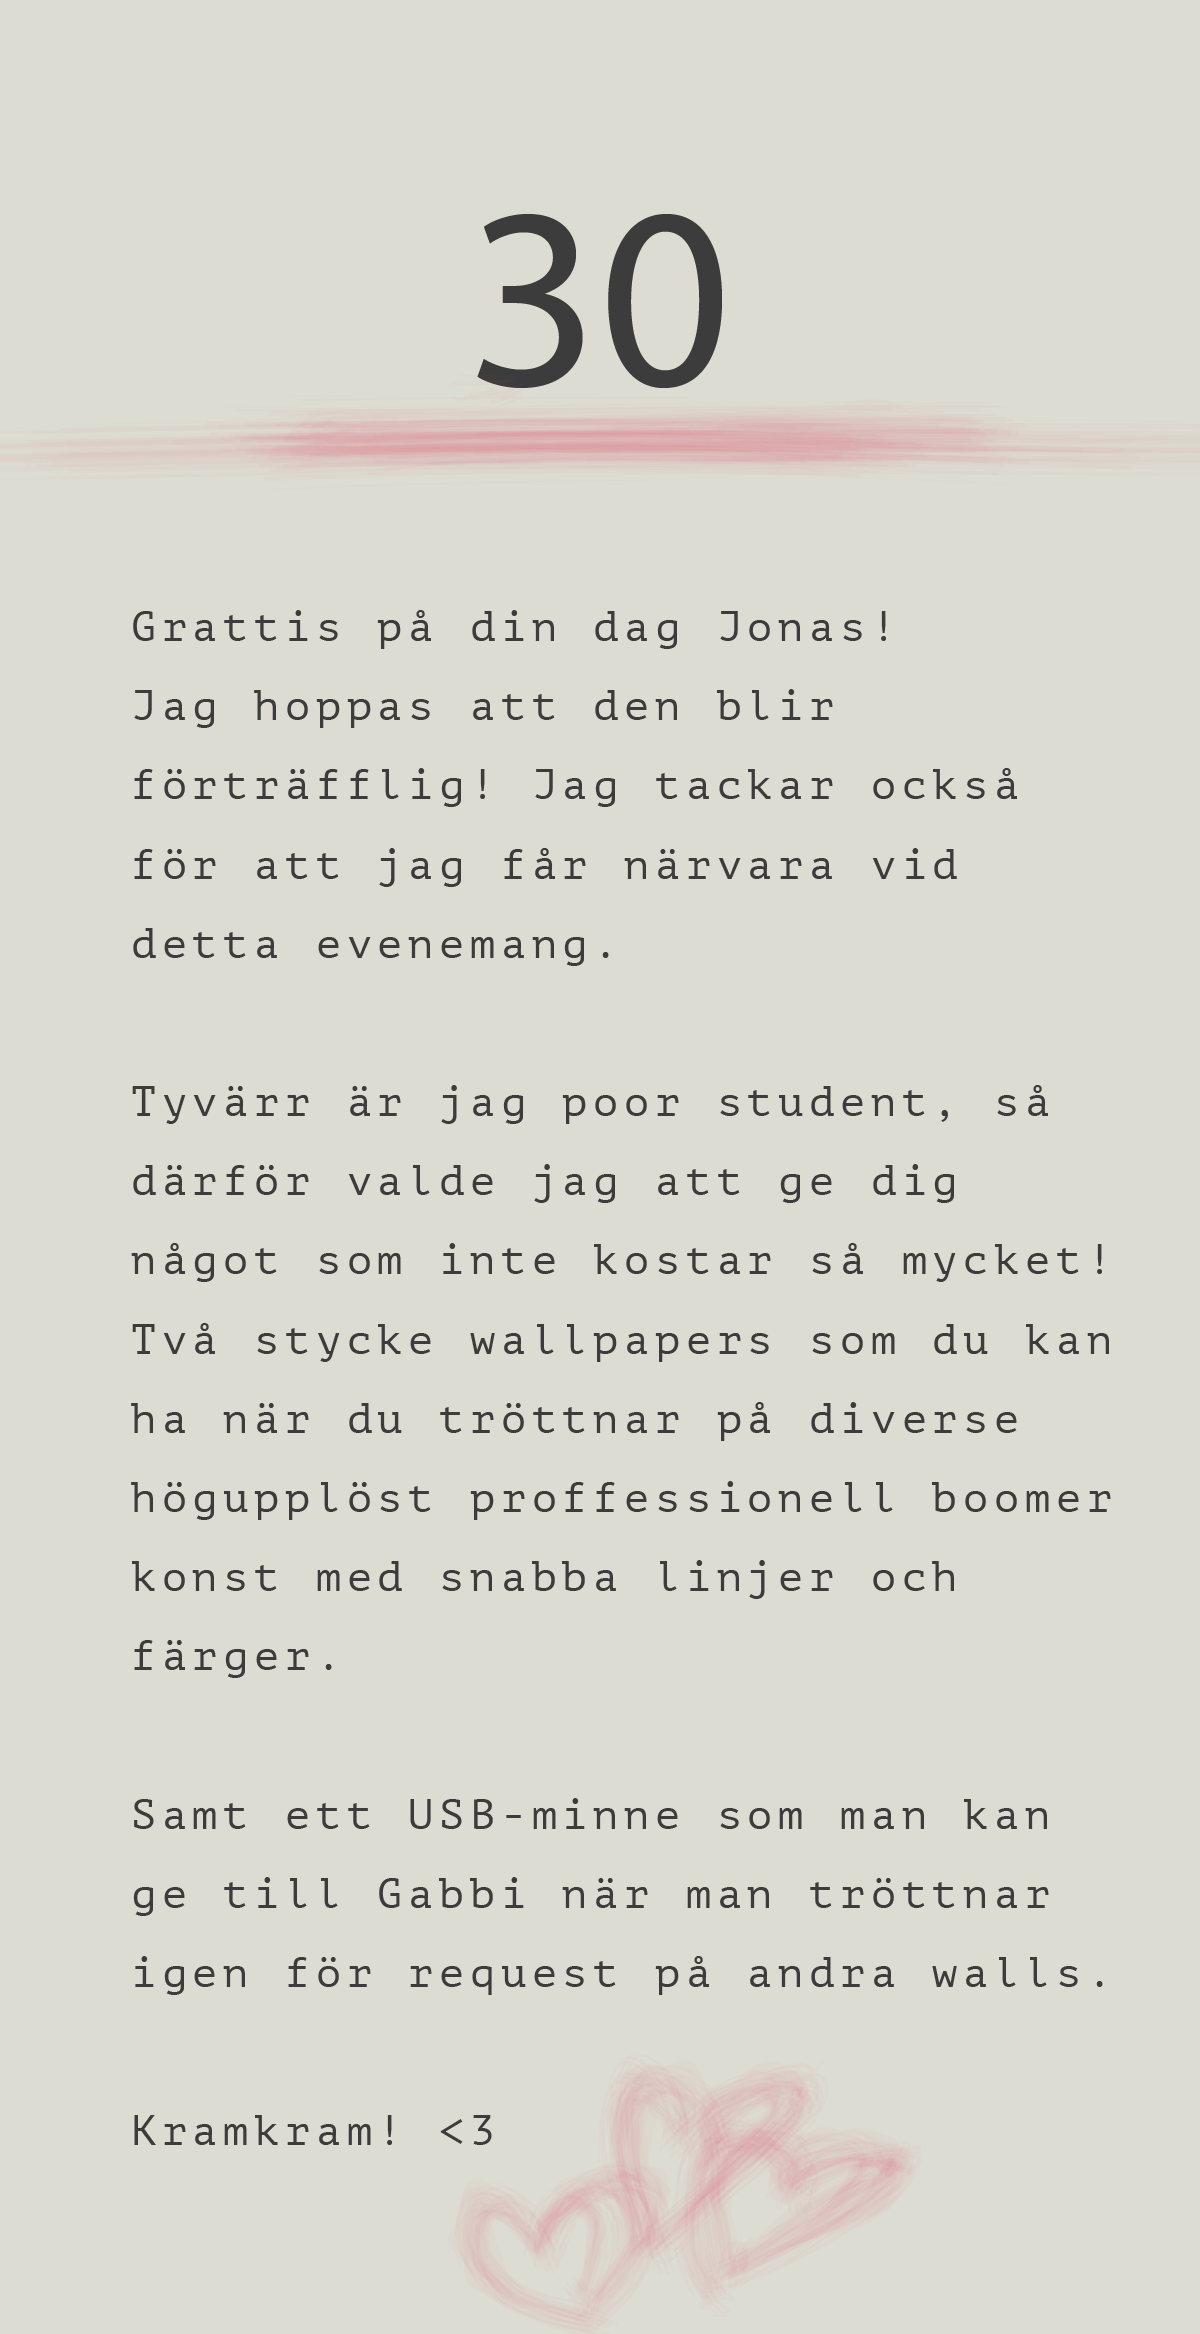 30
Grattis på din dag Jonas!
Jag hoppas att den blir
förträfflig! Jag tackar också
för att jag får närvara vid
detta evenemang.
Tyvärr är jag poor student, så
därför valde jag att ge dig
något som inte kostar så mycket!
Två stycke wallpapers som du kan
ha när du tröttnar på diverse
högupplöst proffessionell boomer
konst med snabba linjer och
färger.
Samt ett USB-minne som man kan
ge till Gabbi när man tröttnar
igen för request på andra walls.
Kramkram! <3